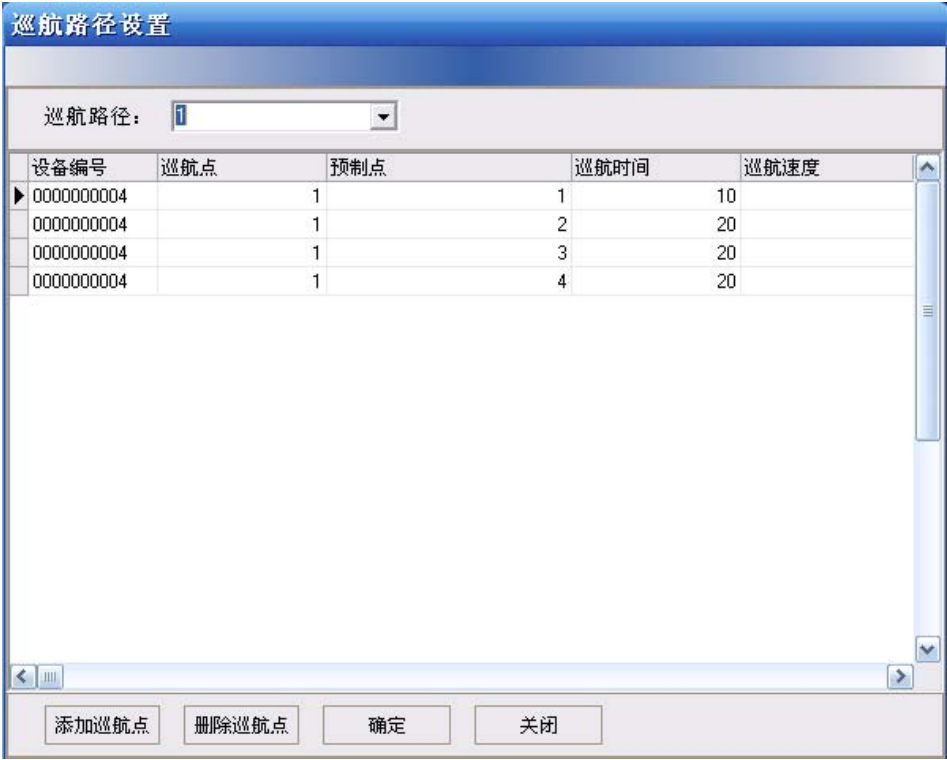 巡航路径设置
巡航路径： 1
设备编号 巡航点 预制点 巡航时间 巡航速度
0000000004 1 1 10
0000000004 1 2 20
0000000004 1 3 20
0000000004 1 4 20
添加巡航点 删除巡航点 确定 关闭